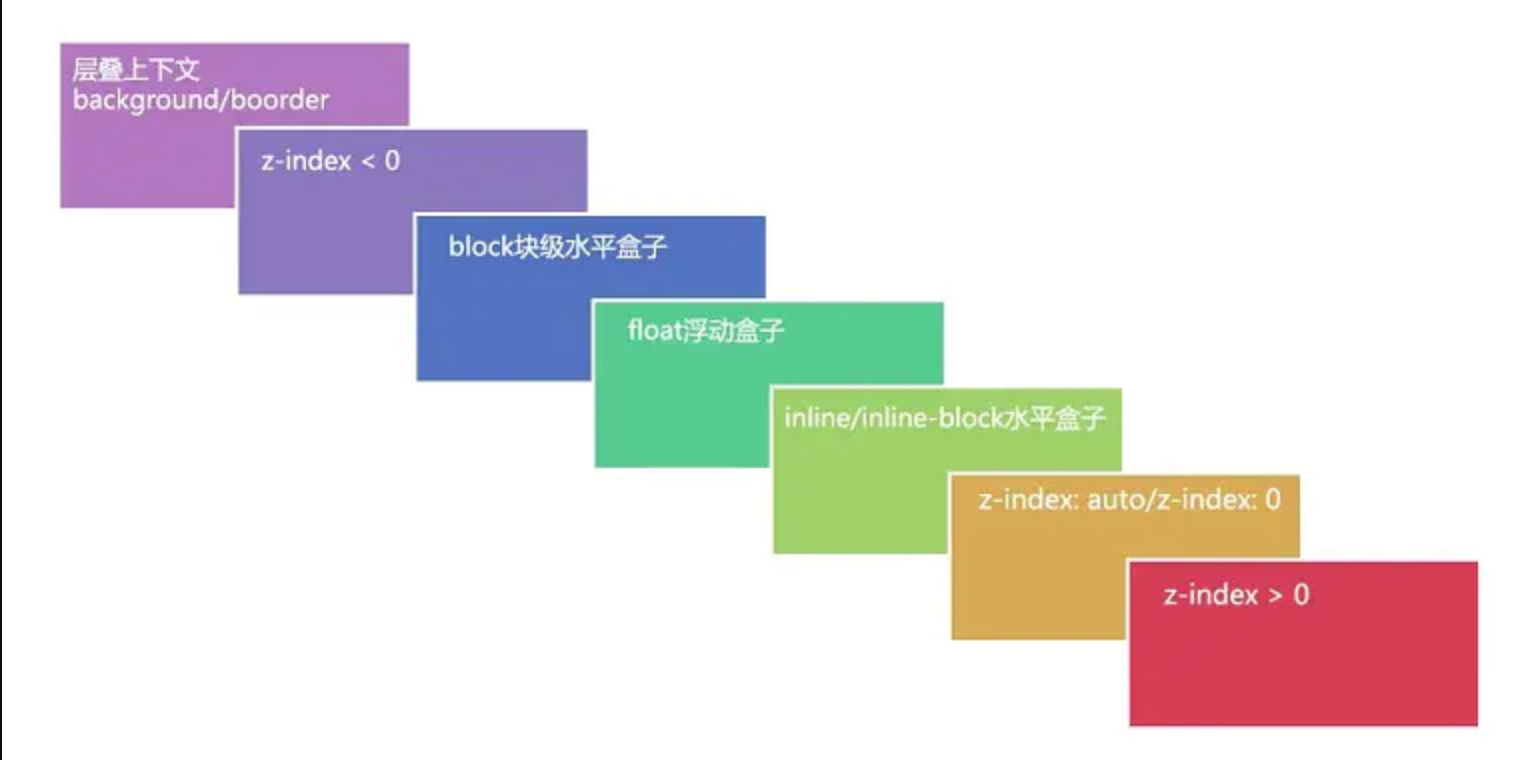 层叠上下文
background/boorder
z-index < 0
block块级水平盒子
float浮动盒子
inline/inline-block水平盒子
z-index: auto/z-index: 0
z-index > 0